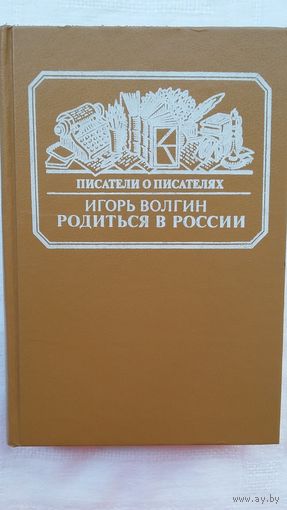 ПИСАТЕЛИ О ПИСАТЕЛЯХ
ИГОРЬ ВОЛГИН
РОДИТЬСЯ В РОССИИ
www.ay.by